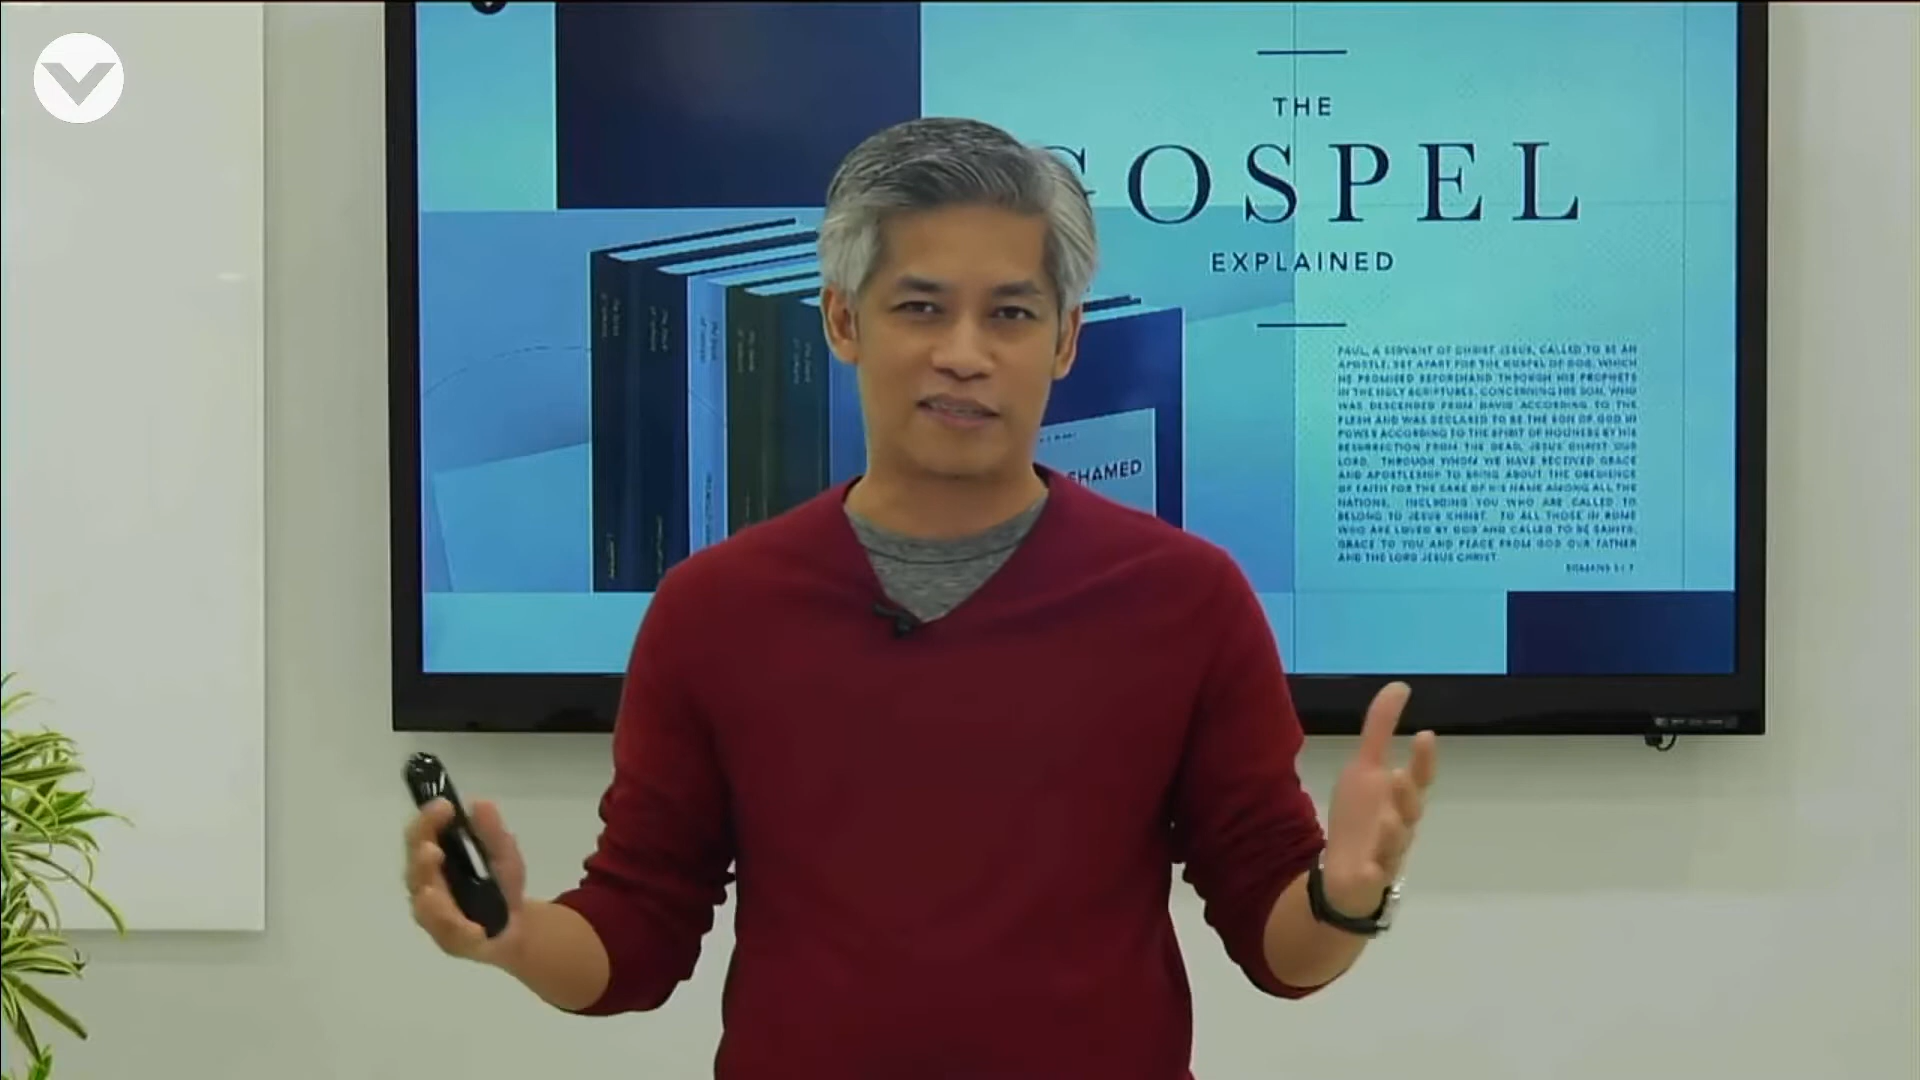 THE
GOSPEL
EXPLAINED
PAUL, A SERVANT OF CHRIST JESUS, CALLED TO BE AN
APOSTLE, SET APART FOR THE GOSPEL OF GOD, WHICH
HE PROMISED BEFOREHAND THROUGH HIS PROPHETS
IN THE HOLY SCRIPTURES, CONCERNING HIS SON, WHO
WAS DESCENDED FROM DAVID ACCORDING TO THE
FLESH AND WAS DECLARED TO BE THE SON OF GOD IN
POWER ACCORDING TO THE SPIRIT OF HOLINESS BY HIS
RESURRECTION FROM THE DEAD, JESUS CHRIST OUR
LORD, THROUGH WHOM WE HAVE RECEIVED GRACE
AND APOSTLESHIP TO BRING ABOUT THE OBEDIENCE
OF FAITH FOR THE SAKE OF HIS NAME AMONG ALL THE
NATIONS, INCLUDING YOU WHO ARE CALLED TO
BELONG TO JESUS CHRIST, TO ALL THOSE IN ROME
WHO ARE LOVED BY GOD AND CALLED TO BE SAINTS:
GRACE TO YOU AND PEACE FROM GOD OUR FATHER
AND THE LORD JESUS CHRIST.
ROMANS 1:1-7
SHAMED